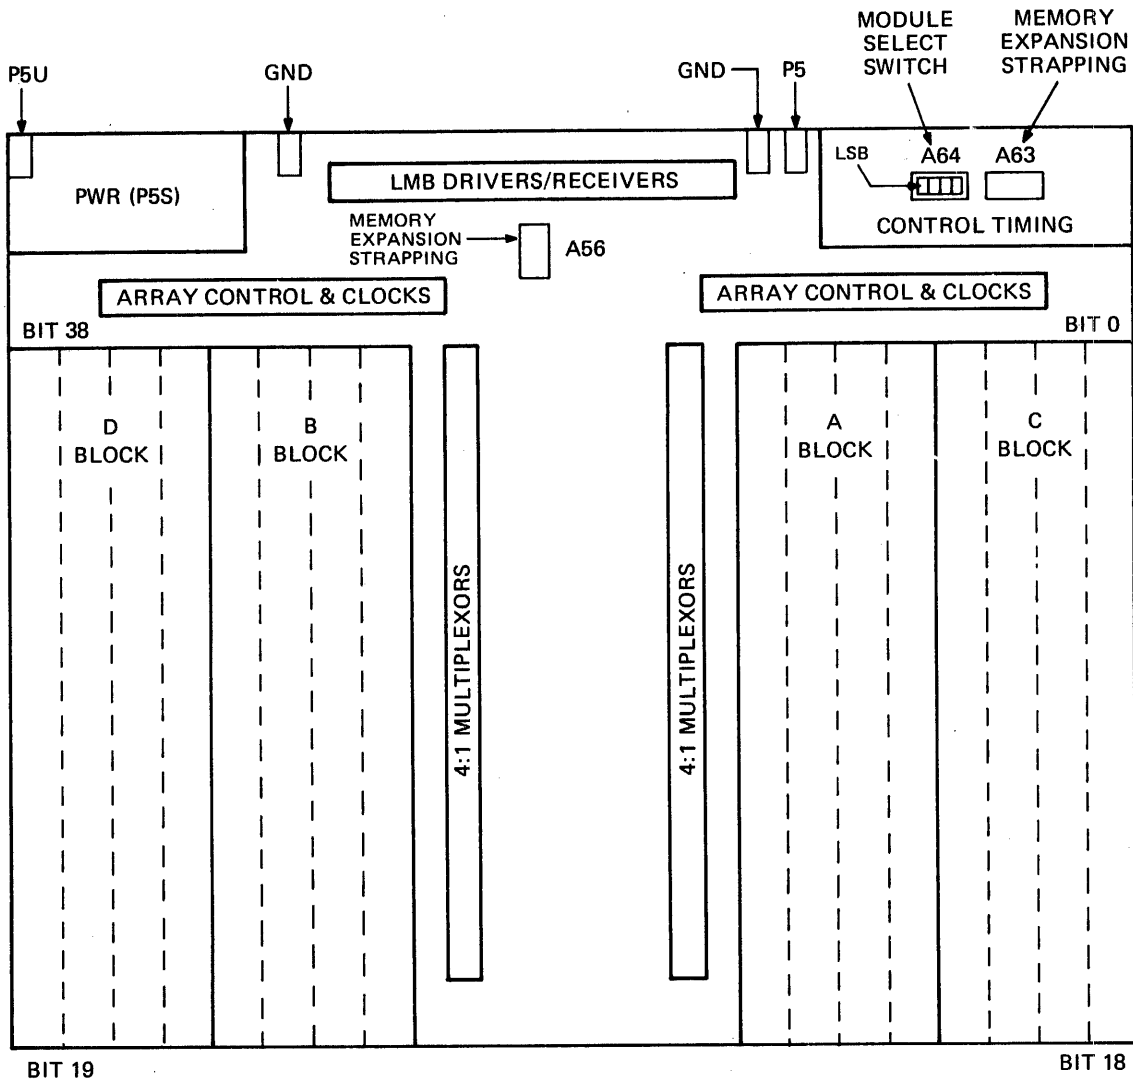 MODULE
SELECT
SWITCH
MEMORY
EXPANSION
STRAPPING
P5U
GND
GND
P5
LSB
A64
A63
PWR (P5S)
LMB DRIVERS/RECEIVERS
CONTROL TIMING
MEMORY
EXPANSION
STRAPPING
A56
ARRAY CONTROL & CLOCKS
ARRAY CONTROL & CLOCKS
BIT 38
BIT 0
D
BLOCK
B
BLOCK
A
BLOCK
C
BLOCK
4:1 MULTIPLEXORS
4:1 MULTIPLEXORS
BIT 19
BIT 18